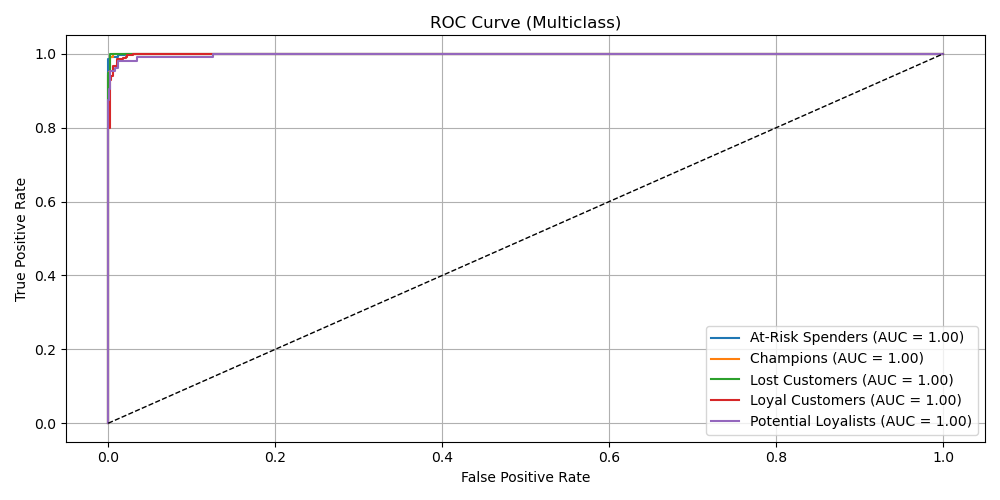 ROC Curve (Multiclass)
True Positive Rate
1.0
0.8
0.6
0.4
0.2
0.0
At-Risk Spenders (AUC = 1.00)
Champions (AUC = 1.00)
Lost Customers (AUC = 1.00)
Loyal Customers (AUC = 1.00)
Potential Loyalists (AUC = 1.00)
0.0 0.2 0.4 0.6 0.8 1.0
False Positive Rate